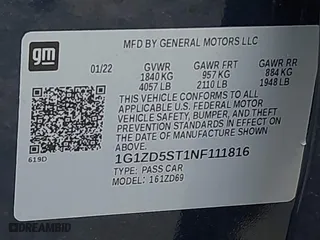 gm
MFD BY GENERAL MOTORS LLC
01/22 GVWR GAWR FRT GAWR RR
1840 KG 957 KG 884 KG
4057 LB 2110 LB 1948 LB
THIS VEHICLE CONFORMS TO ALL
APPLICABLE U.S. FEDERAL MOTOR
VEHICLE SAFETY, BUMPER, AND THEFT
PREVENTION STANDARDS IN EFFECT ON
THE DATE OF MANUFACTURE SHOWN
ABOVE.
619D
1G1ZD5ST1NF111816
TYPE: PASS CAR
MODEL: 161ZD69
© DREAMBID